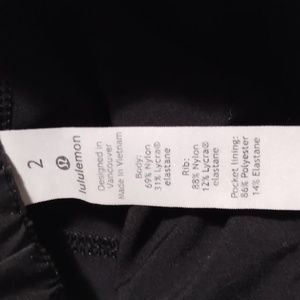 2
lululemon
Designed in
Vancouver
Made in Vietnam
Body:
69% Nylon
31% Lycra®
elastane
Rib:
88% Nylon
12% Lycra®
elastane
Pocket lining:
86% Polyester
14% Elastane